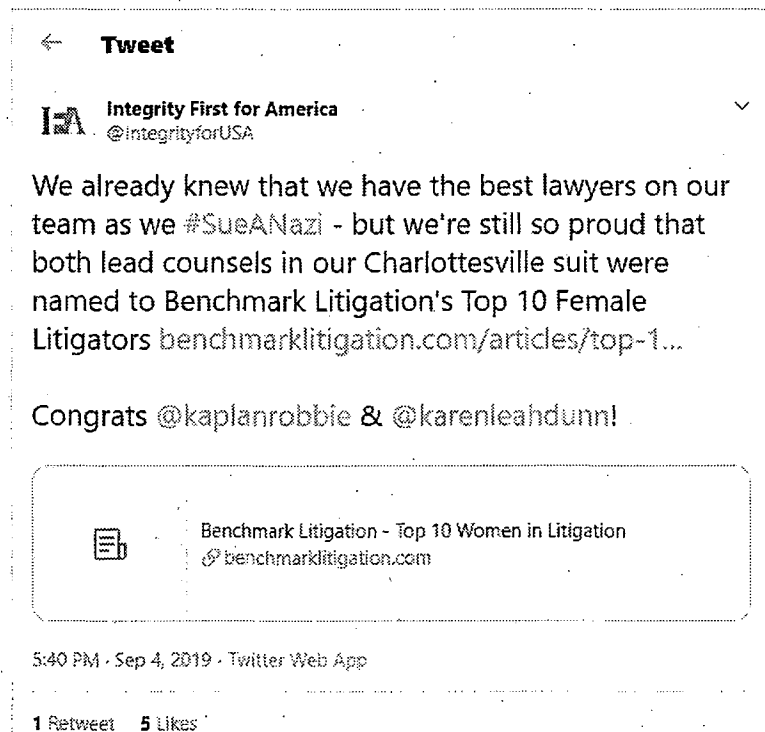 ← Tweet
IFA Integrity First for America
@IntegrityforUSA
We already knew that we have the best lawyers on our
team as we #SueANazi - but we're still so proud that
both lead counsels in our Charlottesville suit were
named to Benchmark Litigation's Top 10 Female
Litigators benchmarklitigation.com/articles/top-1...
Congrats @kaplanrobbie & @karenleahdunn!
Benchmark Litigation - Top 10 Women in Litigation
benchmarklitigation.com
5:40 PM · Sep 4, 2019 · Twitter Web App
1 Retweet 5 Likes